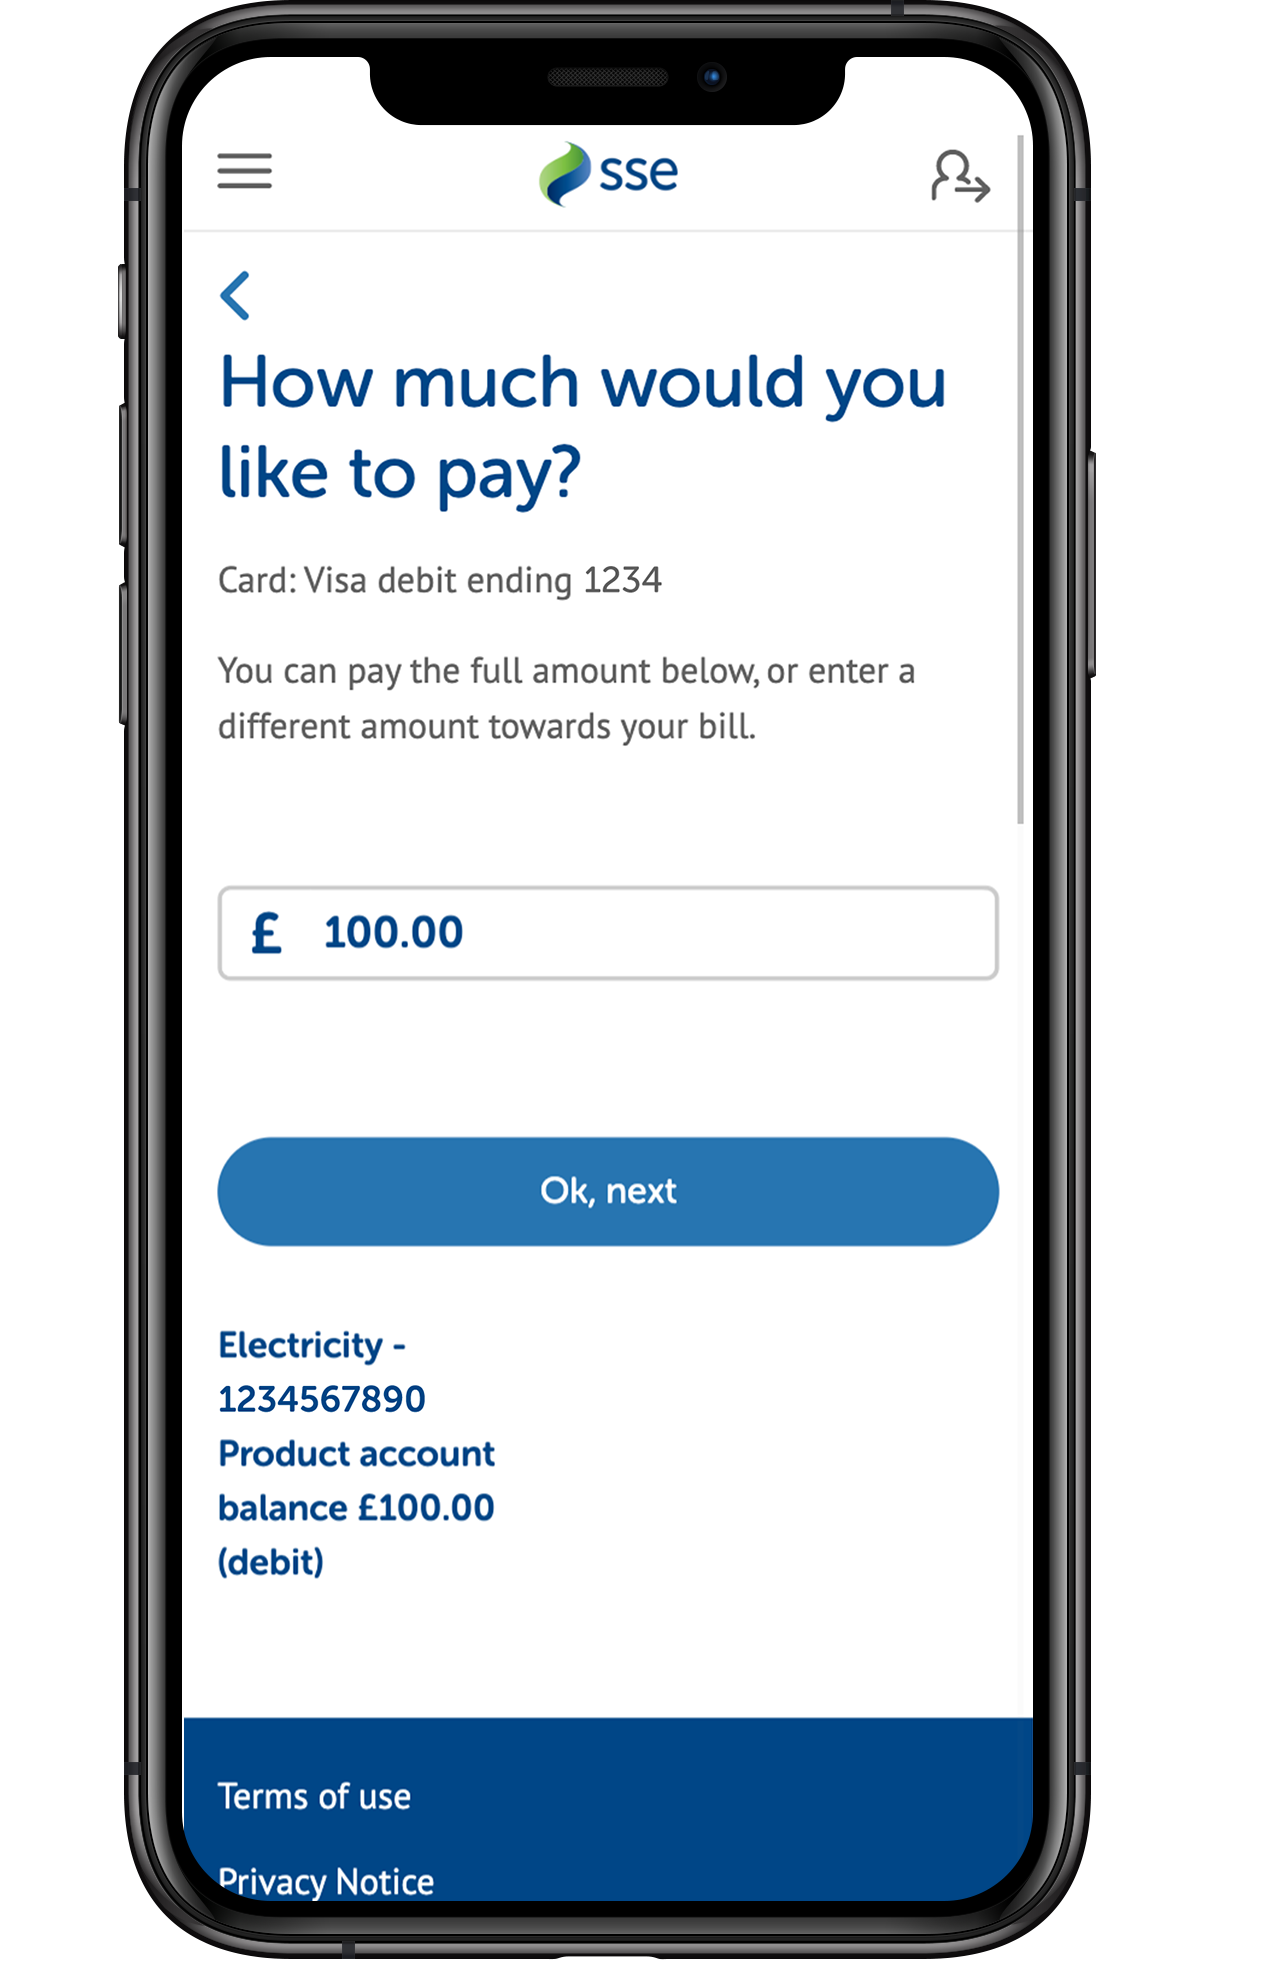 sse
How much would you
like to pay?
Card: Visa debit ending 1234
You can pay the full amount below, or enter a
different amount towards your bill.
£ 100.00
Ok, next
Electricity -
1234567890
Product account
balance £100.00
(debit)
Terms of use
Privacy Notice